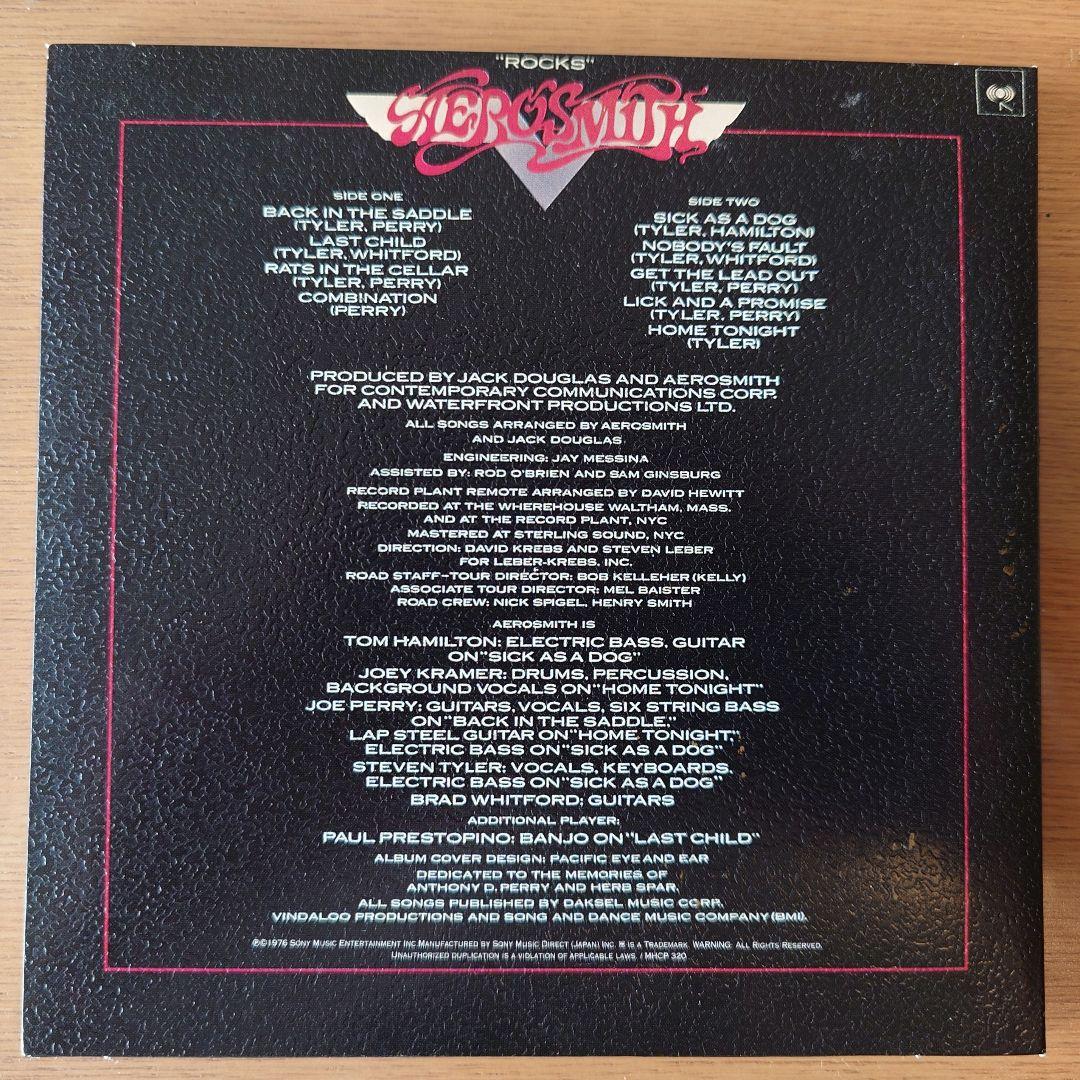 "ROCKS"
AEROSMITH
SIDE ONE
BACK IN THE SADDLE
(TYLER, PERRY)
LAST CHILD
(TYLER, WHITFORD)
RATS IN THE CELLAR
(TYLER, PERRY)
COMBINATION
(PERRY)
SIDE TWO
SICK AS A DOG
(TYLER, HAMILTON)
NOBODY'S FAULT
(TYLER, WHITFORD)
GET THE LEAD OUT
(TYLER, PERRY)
LICK AND A PROMISE
(TYLER, PERRY)
HOME TONIGHT
(TYLER)
PRODUCED BY JACK DOUGLAS AND AEROSMITH
FOR CONTEMPORARY COMMUNICATIONS CORP.
AND WATERFRONT PRODUCTIONS LTD.
ALL SONGS ARRANGED BY AEROSMITH
AND JACK DOUGLAS
ENGINEERING: JAY MESSINA
ASSISTED BY: ROD O'BRIEN AND SAM GINSBURG
RECORD PLANT REMOTE ARRANGED BY DAVID HEWITT
RECORDED AT THE WHEREHOUSE WALTHAM, MASS.
AND AT THE RECORD PLANT, NYC
MASTERED AT STERLING SOUND, NYC
DIRECTION: DAVID KREBS AND STEVEN LEBER
FOR LEBER-KREBS, INC.
ROAD STAFF-TOUR DIRECTOR: BOB KELLEHER (KELLY)
ASSOCIATE TOUR DIRECTOR: MEL BAISTER
ROAD CREW: NICK SPIGEL, HENRY SMITH
AEROSMITH IS
TOM HAMILTON: ELECTRIC BASS, GUITAR
ON "SICK AS A DOG"
JOEY KRAMER: DRUMS, PERCUSSION,
BACKGROUND VOCALS ON "HOME TONIGHT"
JOE PERRY: GUITARS, VOCALS, SIX STRING BASS
ON "BACK IN THE SADDLE,"
LAP STEEL GUITAR ON "HOME TONIGHT,"
ELECTRIC BASS ON "SICK AS A DOG"
STEVEN TYLER: VOCALS, KEYBOARDS,
ELECTRIC BASS ON "SICK AS A DOG"
BRAD WHITFORD: GUITARS
ADDITIONAL PLAYER:
PAUL PRESTOPINO: BANJO ON "LAST CHILD"
ALBUM COVER DESIGN: PACIFIC EYE AND EAR
DEDICATED TO THE MEMORIES OF
ANTHONY D. PERRY AND HERB SPAR.
ALL SONGS PUBLISHED BY DAKSEL MUSIC CORP.
VINDALOO PRODUCTIONS AND SONG AND DANCE MUSIC COMPANY (BMI).
℗©1976 SONY MUSIC ENTERTAINMENT INC MANUFACTURED BY SONY MUSIC DIRECT (JAPAN) INC. IS A TRADEMARK. WARNING: ALL RIGHTS RESERVED.
UNAUTHORIZED DUPLICATION IS A VIOLATION OF APPLICABLE LAWS. / MHCP 320